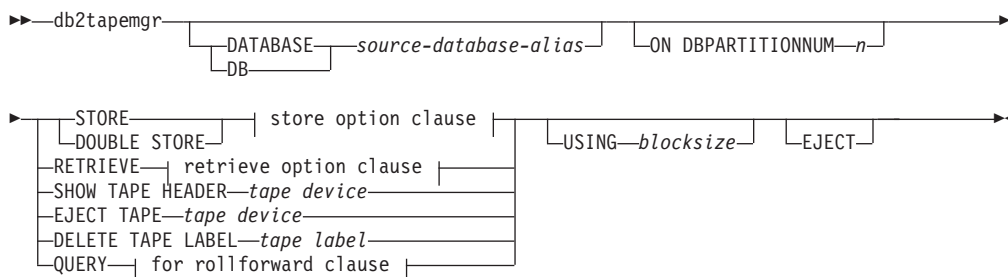 db2tapemgr DATABASE source-database-alias ON DBPARTITIONNUM n
DB
STORE store option clause USING blocksize EJECT
DOUBLE STORE
RETRIEVE retrieve option clause
SHOW TAPE HEADER tape device
EJECT TAPE tape device
DELETE TAPE LABEL tape label
QUERY for rollforward clause